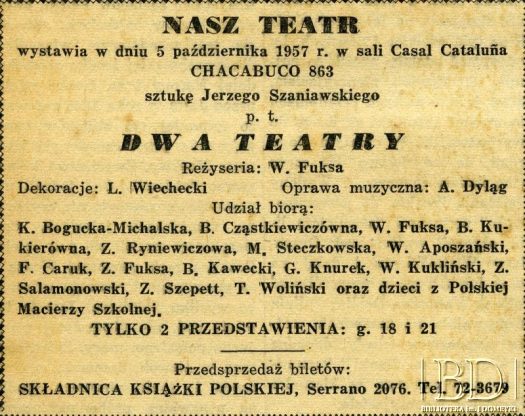 NASZ TEATR
wystawia w dniu 5 października 1957 r. w sali Casal Cataluña
CHACABUCO 863
sztukę Jerzego Szaniawskiego
p. t.
DWA TEATRY
Reżyseria: W. Fuksa
Dekoracje: L. Wiechecki Oprawa muzyczna: A. Dyląg
Udział biorą:
K. Bogucka-Michalska, B. Cząstkiewiczówna, W. Fuksa, B. Ku-
kierówna, Z. Ryniewiczowa, M. Steczkowska, W. Aposzański,
F. Caruk, Z. Fuksa, B. Kawecki, G. Knurek, W. Kukliński, Z.
Salamonowski, Z. Szepett, T. Woliński oraz dzieci z Polskiej
Macierzy Szkolnej.
TYLKO 2 PRZEDSTAWIENIA: g. 18 i 21
Przedsprzedaż biletów:
SKŁADNICA KSIĄŻKI POLSKIEJ, Serrano 2076. Tel. 72-3679
BD